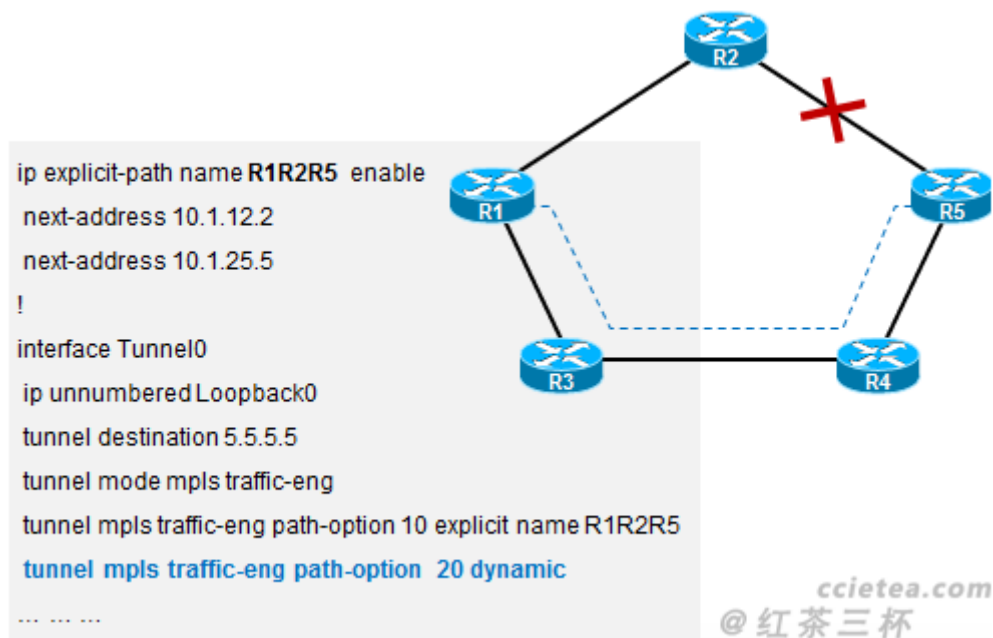 R2
R1
R5
R3
R4
ip explicit-path name R1R2R5 enable
next-address 10.1.12.2
next-address 10.1.25.5
!
interface Tunnel0
ip unnumbered Loopback0
tunnel destination 5.5.5.5
tunnel mode mpls traffic-eng
tunnel mpls traffic-eng path-option 10 explicit name R1R2R5
tunnel mpls traffic-eng path-option 20 dynamic
... ... ...
ccietea.com
@红茶三杯